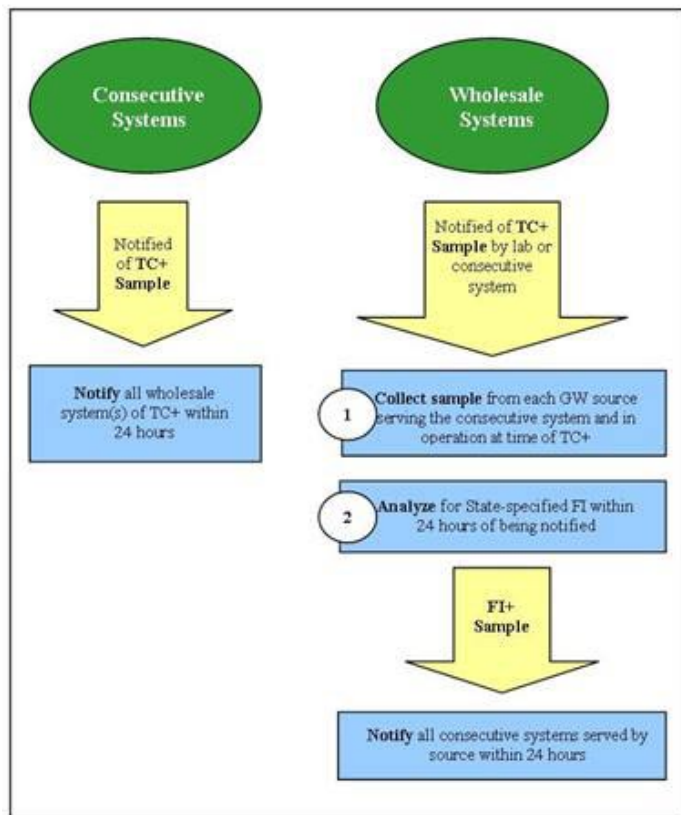 Consecutive
Systems
Notified
of TC+
Sample
Notify all wholesale
system(s) of TC+ within
24 hours
Wholesale
Systems
Notified of TC+
Sample by lab or
consecutive
system
1
Collect sample from each GW source
serving the consecutive system and in
operation at time of TC+
2
Analyze for State-specified FI within
24 hours of being notified
FI+
Sample
Notify all consecutive systems served by
source within 24 hours